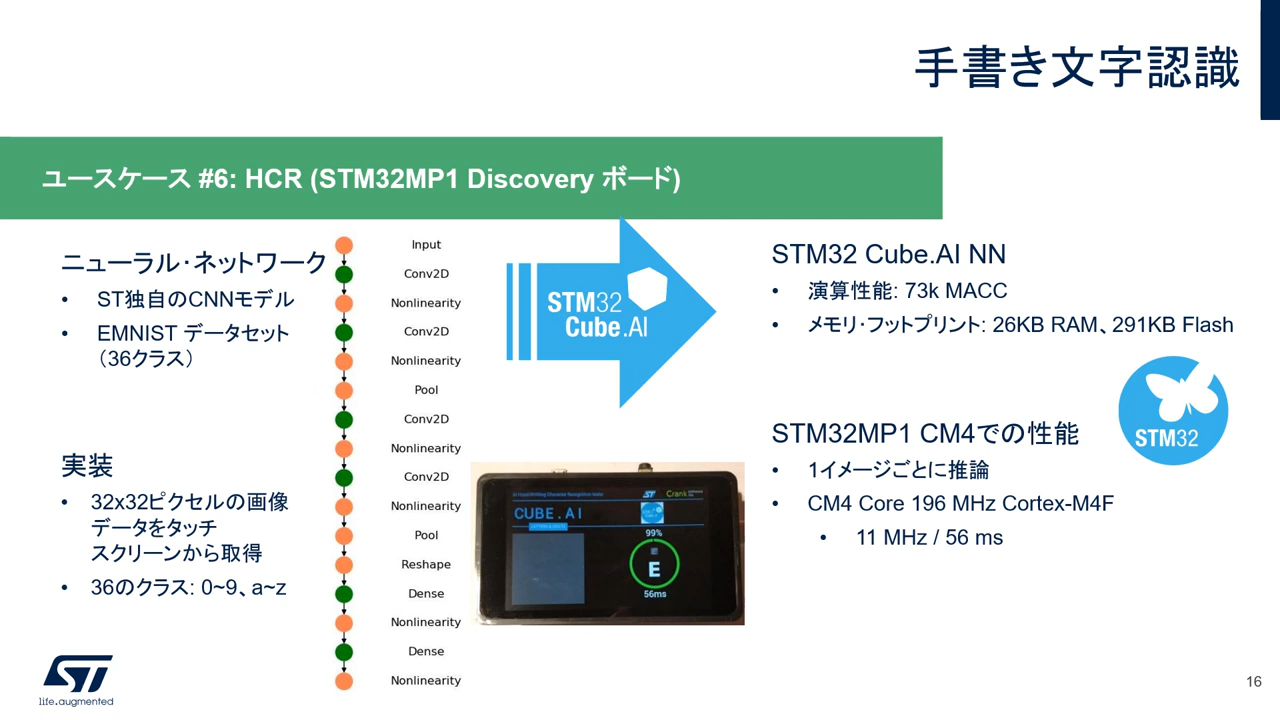 手書き文字認識
ユースケース #6: HCR (STM32MP1 Discovery ボード)
ニューラル・ネットワーク
• ST独自のCNNモデル
• EMNIST データセット
（36クラス）
実装
• 32x32ピクセルの画像
データをタッチ
スクリーンから取得
• 36のクラス: 0~9、a~z
Input
Conv2D
Nonlinearity
Conv2D
Nonlinearity
Pool
Conv2D
Nonlinearity
Conv2D
Nonlinearity
Pool
Reshape
Dense
Nonlinearity
Dense
Nonlinearity
STM32
Cube.AI
CUBE.AI
ST
Crank
99%
E
56ms
STM32 Cube.AI NN
• 演算性能: 73k MACC
• メモリ・フットプリント: 26KB RAM、291KB Flash
STM32
STM32MP1 CM4での性能
• 1イメージごとに推論
• CM4 Core 196 MHz Cortex-M4F
• 11 MHz / 56 ms
ST
life.augmented
16